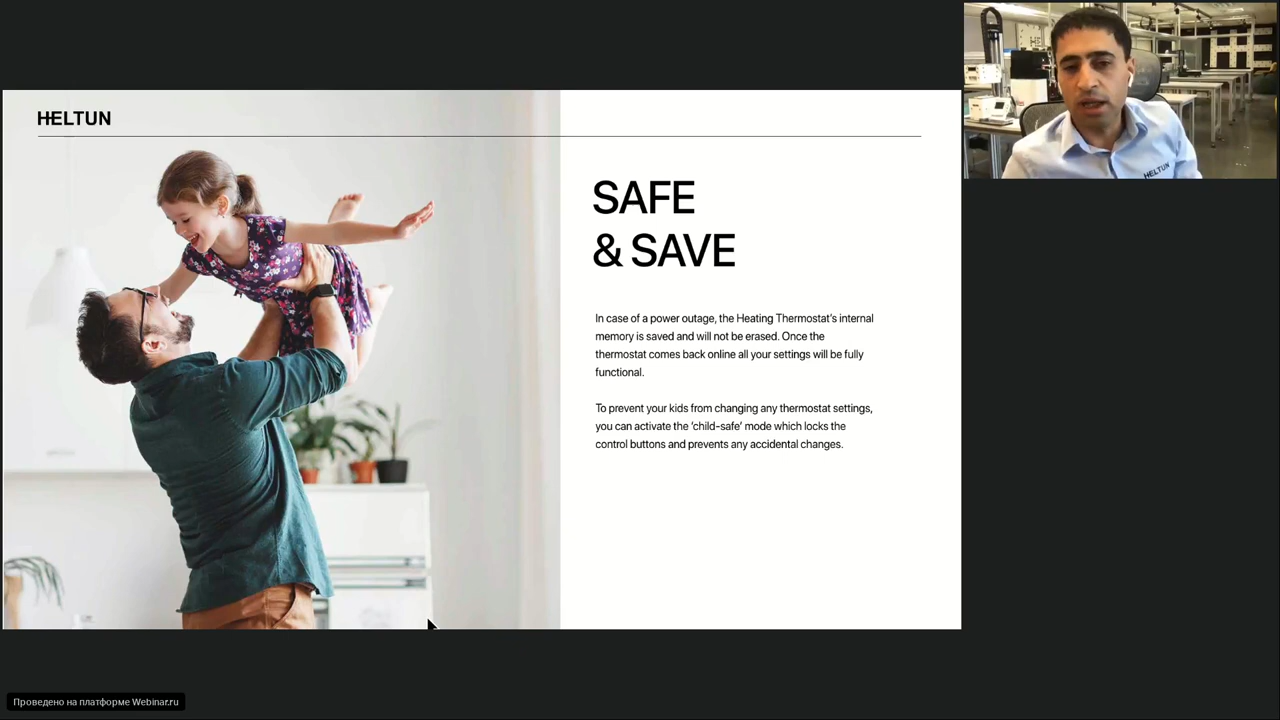 HELTUN
SAFE
& SAVE
In case of a power outage, the Heating Thermostat's internal
memory is saved and will not be erased. Once the
thermostat comes back online all your settings will be fully
functional.
To prevent your kids from changing any thermostat settings,
you can activate the ‘child-safe’ mode which locks the
control buttons and prevents any accidental changes.
HELTUN
Проведено на платформе Webinar.ru